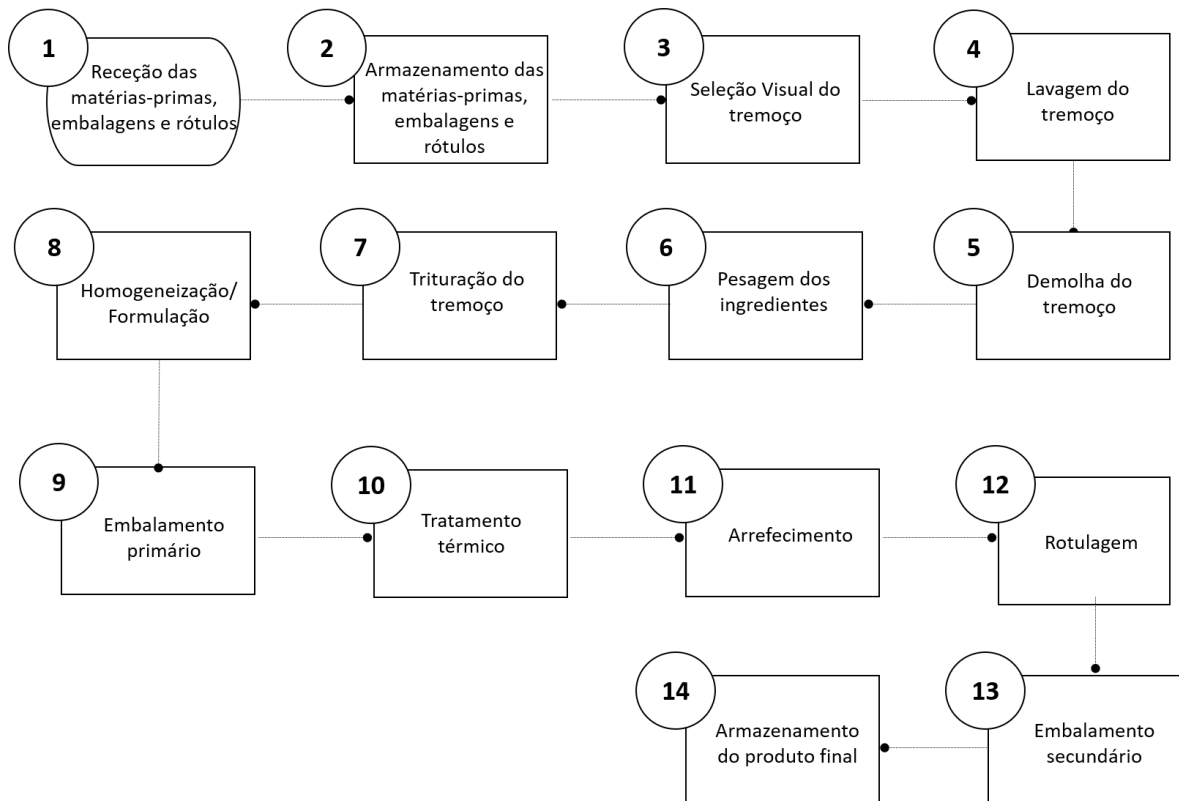 1
Receção das
matérias-primas,
embalagens e rótulos
2
Armazenamento das
matérias-primas,
embalagens e
rótulos
3
Seleção Visual do
tremoço
4
Lavagem do
tremoço
5
Demolha do
tremoço
6
Pesagem dos
ingredientes
7
Trituração do
tremoço
8
Homogeneização/
Formulação
9
Embalamento
primário
10
Tratamento
térmico
11
Arrefecimento
12
Rotulagem
13
Embalamento
secundário
14
Armazenamento
do produto final